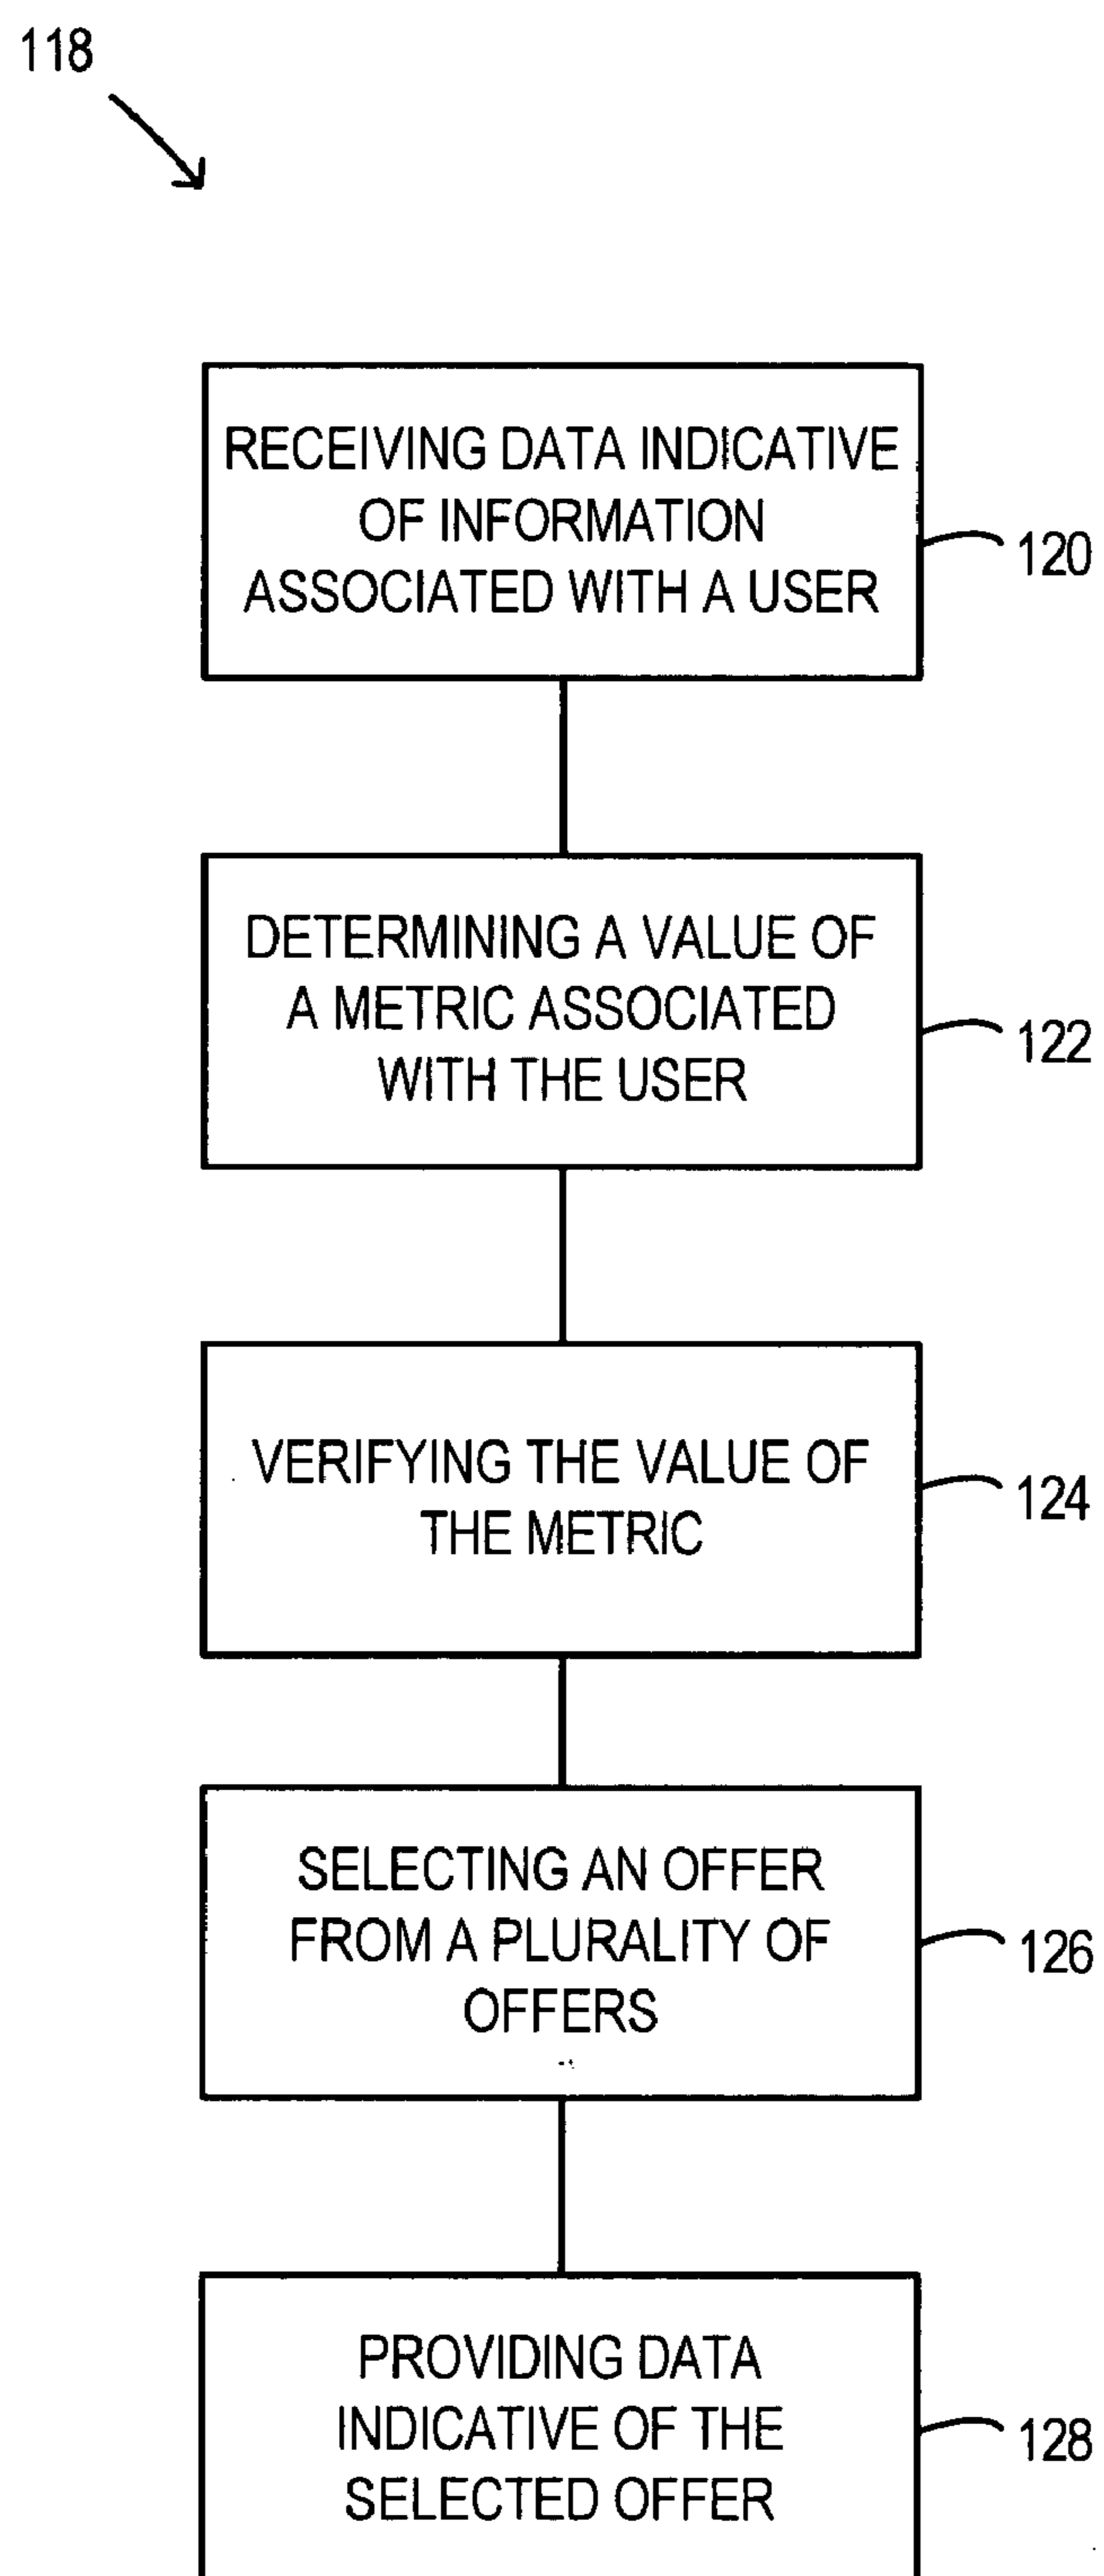 118
RECEIVING DATA INDICATIVE
OF INFORMATION
ASSOCIATED WITH A USER
120
DETERMINING A VALUE OF
A METRIC ASSOCIATED
WITH THE USER
122
VERIFYING THE VALUE OF
THE METRIC
124
SELECTING AN OFFER
FROM A PLURALITY OF
OFFERS
126
PROVIDING DATA
INDICATIVE OF THE
SELECTED OFFER
128